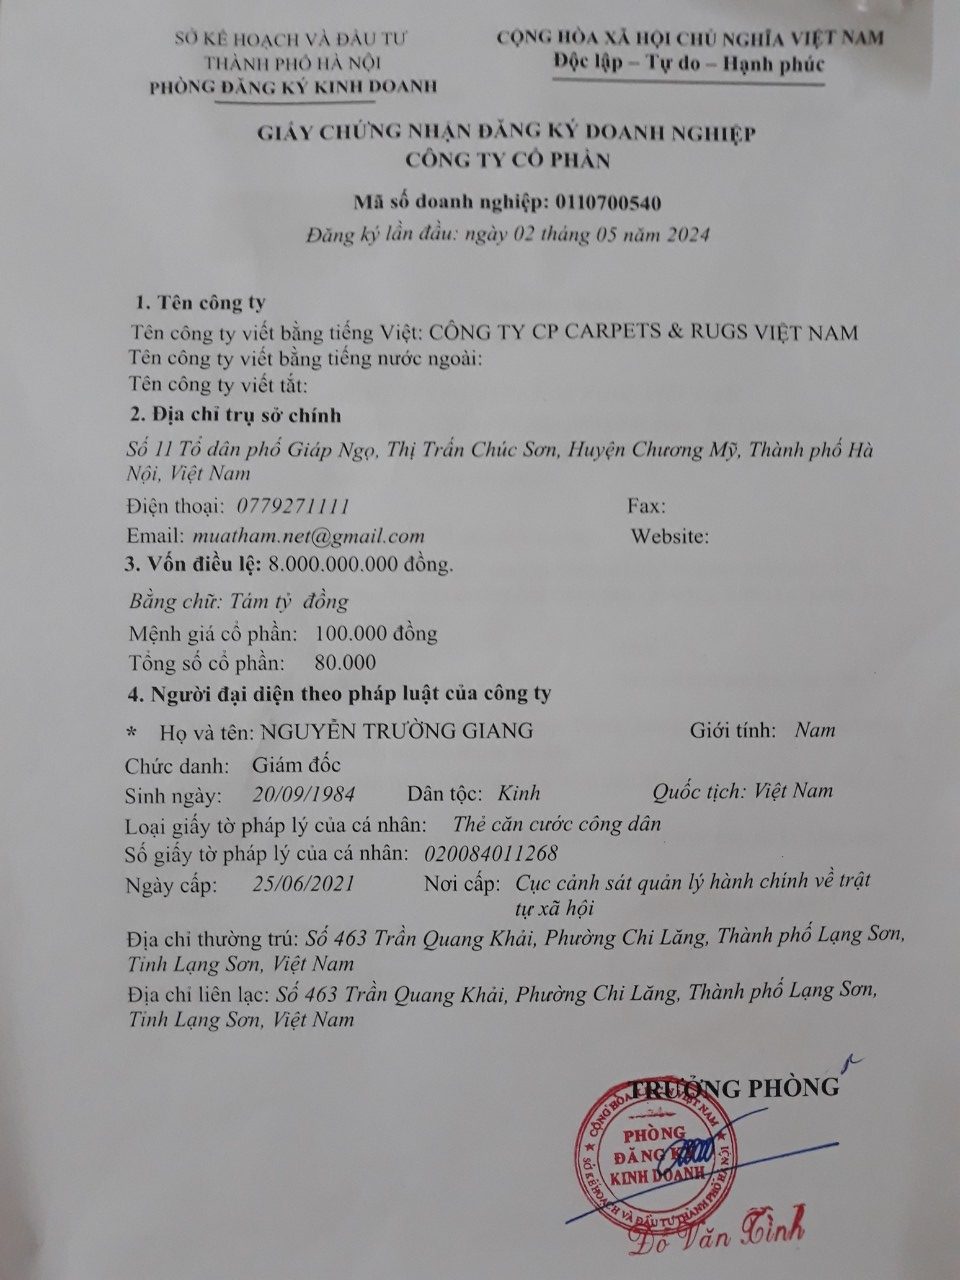 SỞ KẾ HOẠCH VÀ ĐẦU TƯ
THÀNH PHỐ HÀ NỘI
PHÒNG ĐĂNG KÝ KINH DOANH
CỘNG HÒA XÃ HỘI CHỦ NGHĨA VIỆT NAM
Độc lập – Tự do – Hạnh phúc
GIẤY CHỨNG NHẬN ĐĂNG KÝ DOANH NGHIỆP
CÔNG TY CỔ PHẦN
Mã số doanh nghiệp: 0110700540
Đăng ký lần đầu: ngày 02 tháng 05 năm 2024
1. Tên công ty
Tên công ty viết bằng tiếng Việt: CÔNG TY CP CARPETS & RUGS VIỆT NAM
Tên công ty viết bằng tiếng nước ngoài:
Tên công ty viết tắt:
2. Địa chỉ trụ sở chính
Số 11 Tổ dân phố Giáp Ngọ, Thị Trấn Chúc Sơn, Huyện Chương Mỹ, Thành phố Hà
Nội, Việt Nam
Điện thoại: 0779271111 Fax:
Email: muatham.net@gmail.com Website:
3. Vốn điều lệ: 8.000.000.000 đồng.
Bằng chữ: Tám tỷ đồng
Mệnh giá cổ phần: 100.000 đồng
Tổng số cổ phần: 80.000
4. Người đại diện theo pháp luật của công ty
* Họ và tên: NGUYỄN TRƯỜNG GIANG Giới tính: Nam
Chức danh: Giám đốc
Sinh ngày: 20/09/1984 Dân tộc: Kinh Quốc tịch: Việt Nam
Loại giấy tờ pháp lý của cá nhân: Thẻ căn cước công dân
Số giấy tờ pháp lý của cá nhân: 020084011268
Ngày cấp: 25/06/2021 Nơi cấp: Cục cảnh sát quản lý hành chính về trật
tự xã hội
Địa chỉ thường trú: Số 463 Trần Quang Khải, Phường Chi Lăng, Thành phố Lạng Sơn,
Tỉnh Lạng Sơn, Việt Nam
Địa chỉ liên lạc: Số 463 Trần Quang Khải, Phường Chi Lăng, Thành phố Lạng Sơn,
Tỉnh Lạng Sơn, Việt Nam
TRƯỞNG PHÒNG
PHÒNG
ĐĂNG KÝ
KINH DOANH
SỞ KẾ HOẠCH VÀ ĐẦU TƯ THÀNH PHỐ HÀ NỘI
Đỗ Văn Tình